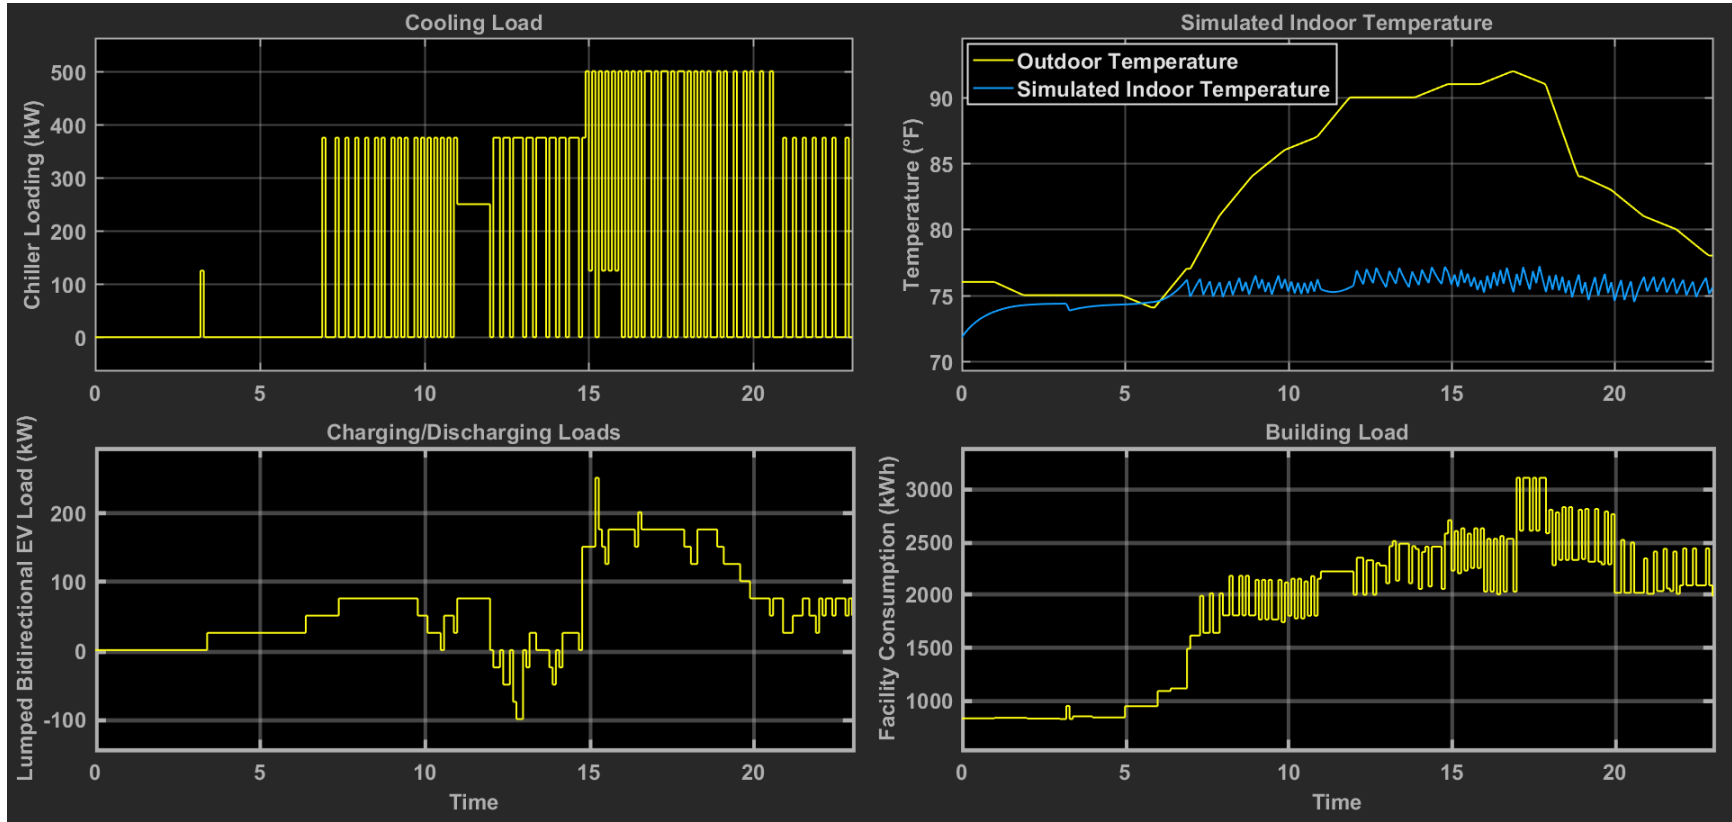 Cooling Load
Chiller Loading (kW)
500
400
300
200
100
0
0 5 10 15 20
Simulated Indoor Temperature
Outdoor Temperature
Simulated Indoor Temperature
Temperature (°F)
90
85
80
75
70
0 5 10 15 20
Charging/Discharging Loads
Lumped Bidirectional EV Load (kW)
200
100
0
-100
0 5 10 15 20
Time
Building Load
Facility Consumption (kWh)
3000
2500
2000
1500
1000
0 5 10 15 20
Time